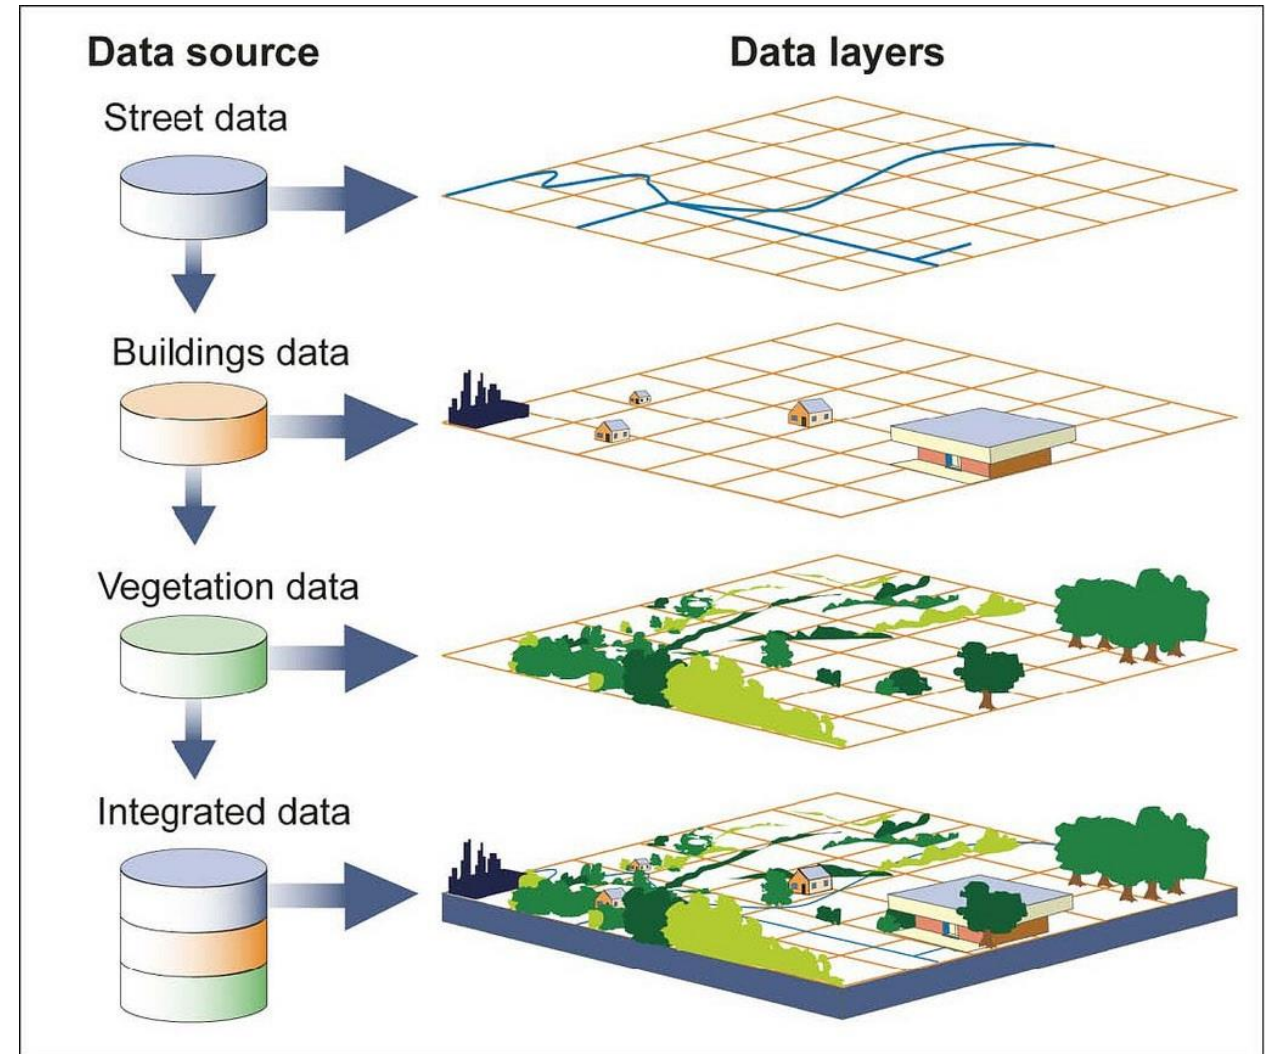 Data source
Data layers
Street data
Buildings data
Vegetation data
Integrated data